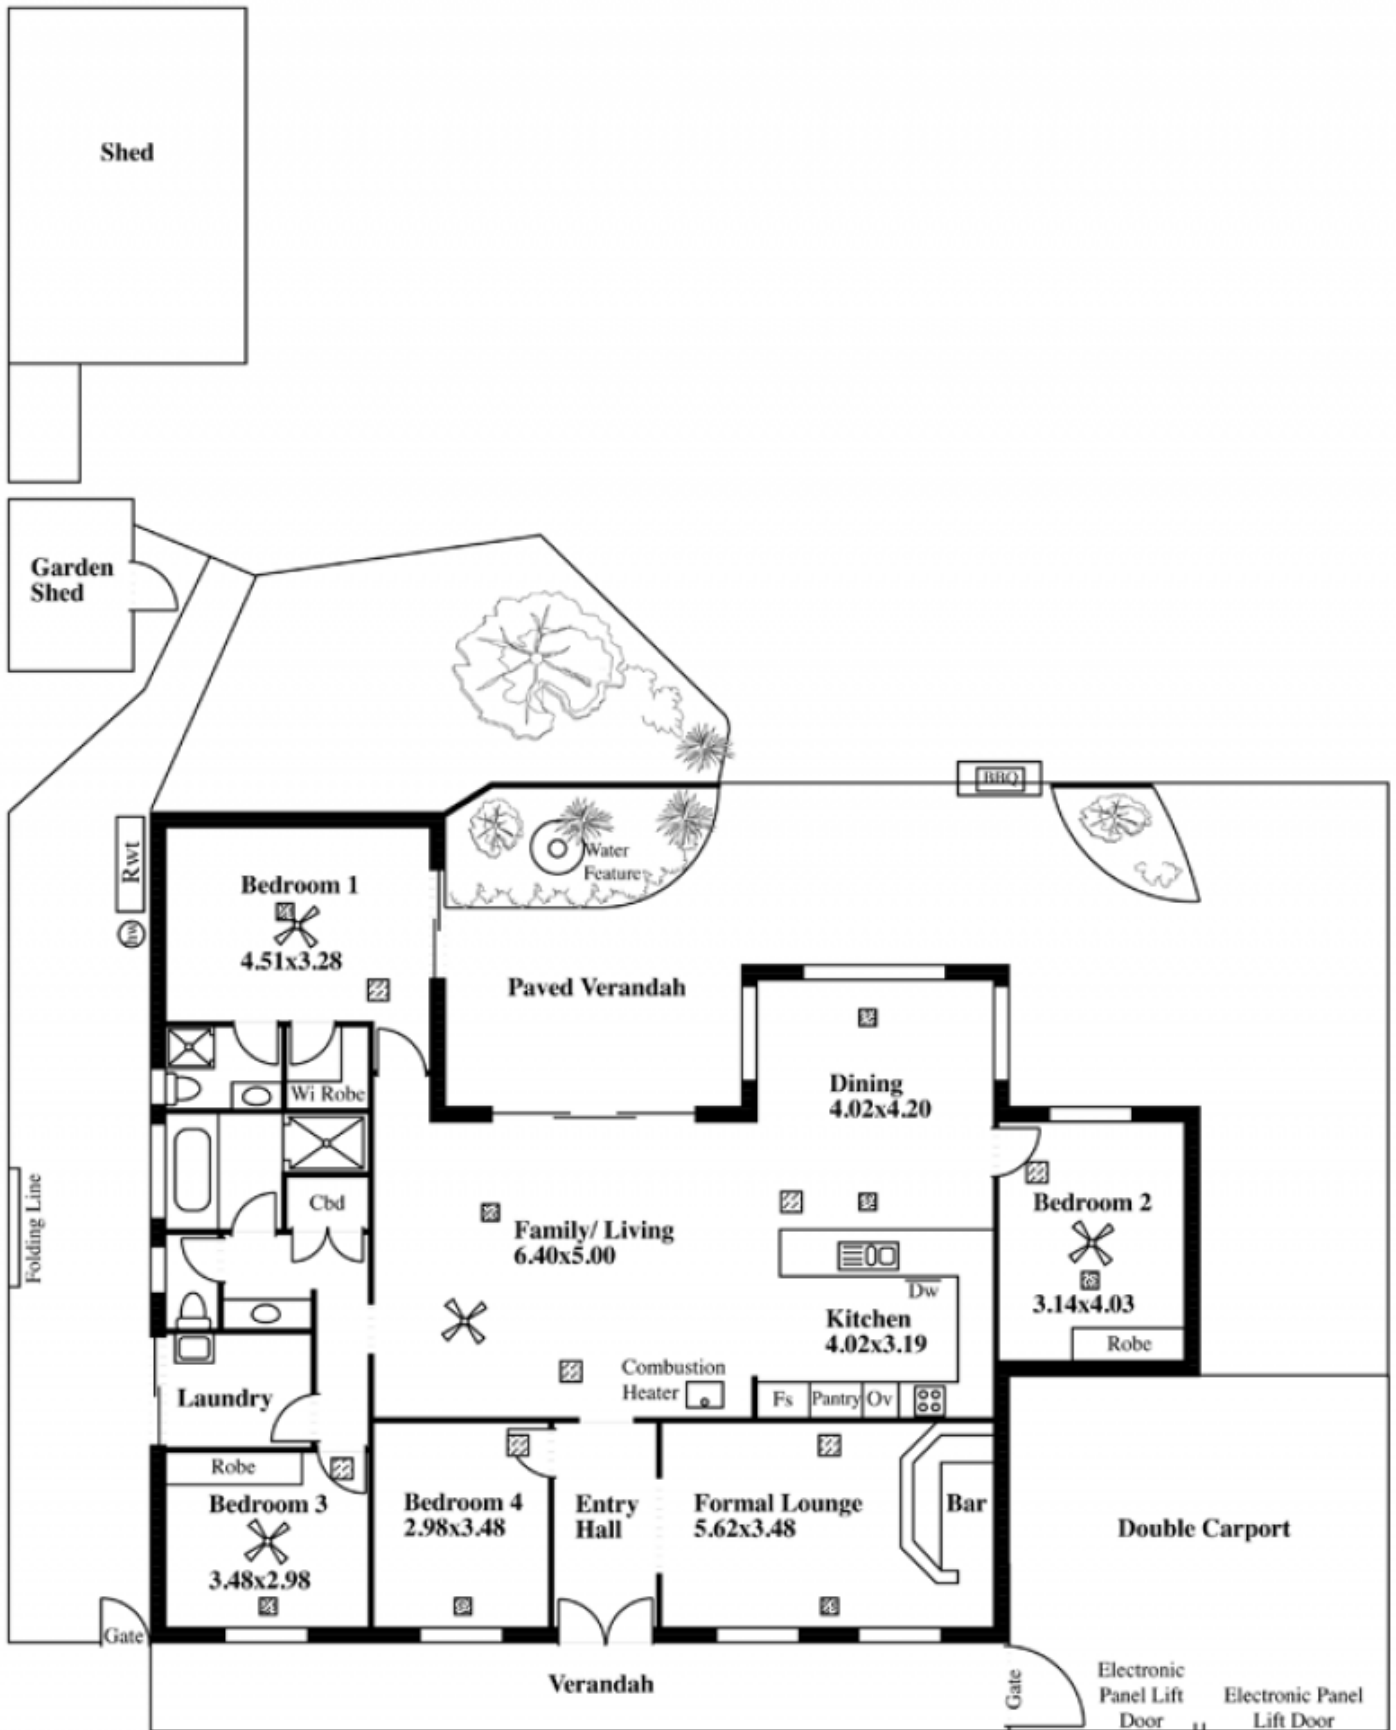 Shed
Garden
Shed
BBQ
Water
Feature
Rwt
hw
Bedroom 1
4.51x3.28
Paved Verandah
Wi Robe
Dining
4.02x4.20
Cbd
Folding Line
Family/ Living
6.40x5.00
Bedroom 2
3.14x4.03
Robe
Dw
Kitchen
4.02x3.19
Combustion
Heater
Fs
Pantry
Ov
Laundry
Robe
Bedroom 3
3.48x2.98
Bedroom 4
2.98x3.48
Entry
Hall
Formal Lounge
5.62x3.48
Bar
Double Carport
Gate
Verandah
Gate
Electronic
Panel Lift
Door
Electronic Panel
Lift Door